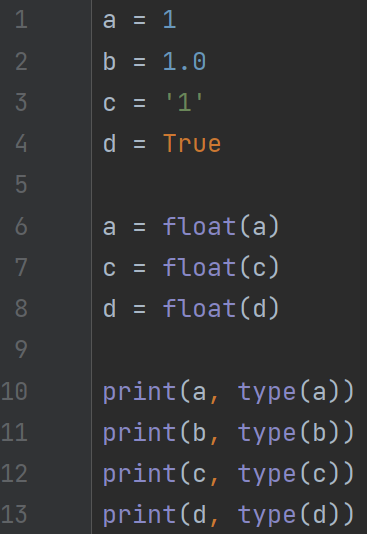 1 a = 1
2 b = 1.0
3 c = '1'
4 d = True
5
6 a = float(a)
7 c = float(c)
8 d = float(d)
9
10 print(a, type(a))
11 print(b, type(b))
12 print(c, type(c))
13 print(d, type(d))